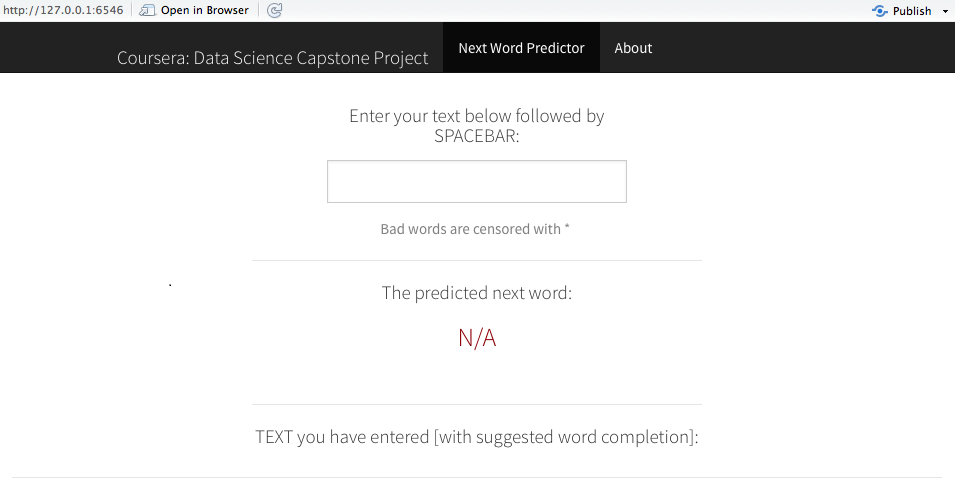 http://127.0.0.1:6546 Open in Browser Publish
Coursera: Data Science Capstone Project Next Word Predictor About
Enter your text below followed by
SPACEBAR:
Bad words are censored with *
.
The predicted next word:
N/A
TEXT you have entered [with suggested word completion]: